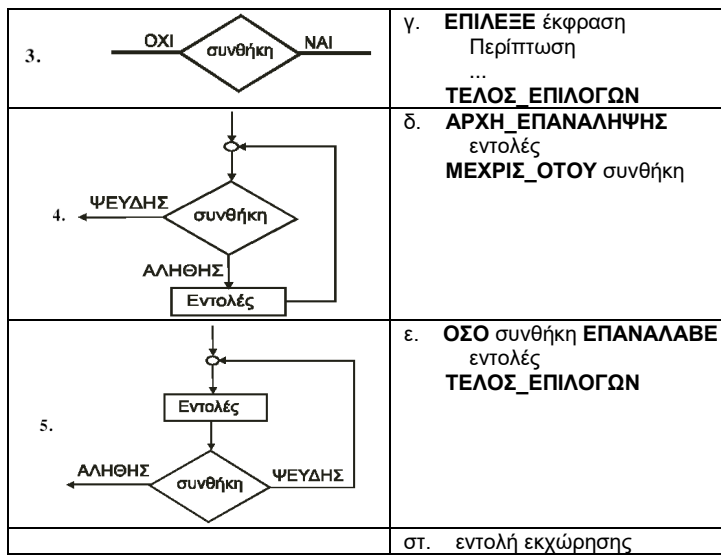 3.
ΟΧΙ συνθήκη ΝΑΙ
γ. ΕΠΙΛΕΞΕ έκφραση
Περίπτωση
...
ΤΕΛΟΣ_ΕΠΙΛΟΓΩΝ
4.
ΨΕΥΔΗΣ συνθήκη
ΑΛΗΘΗΣ
Εντολές
δ. ΑΡΧΗ_ΕΠΑΝΑΛΗΨΗΣ
εντολές
ΜΕΧΡΙΣ_ΟΤΟΥ συνθήκη
5.
Εντολές
ΑΛΗΘΗΣ συνθήκη ΨΕΥΔΗΣ
ε. ΟΣΟ συνθήκη ΕΠΑΝΑΛΑΒΕ
εντολές
ΤΕΛΟΣ_ΕΠΙΛΟΓΩΝ
στ. εντολή εκχώρησης